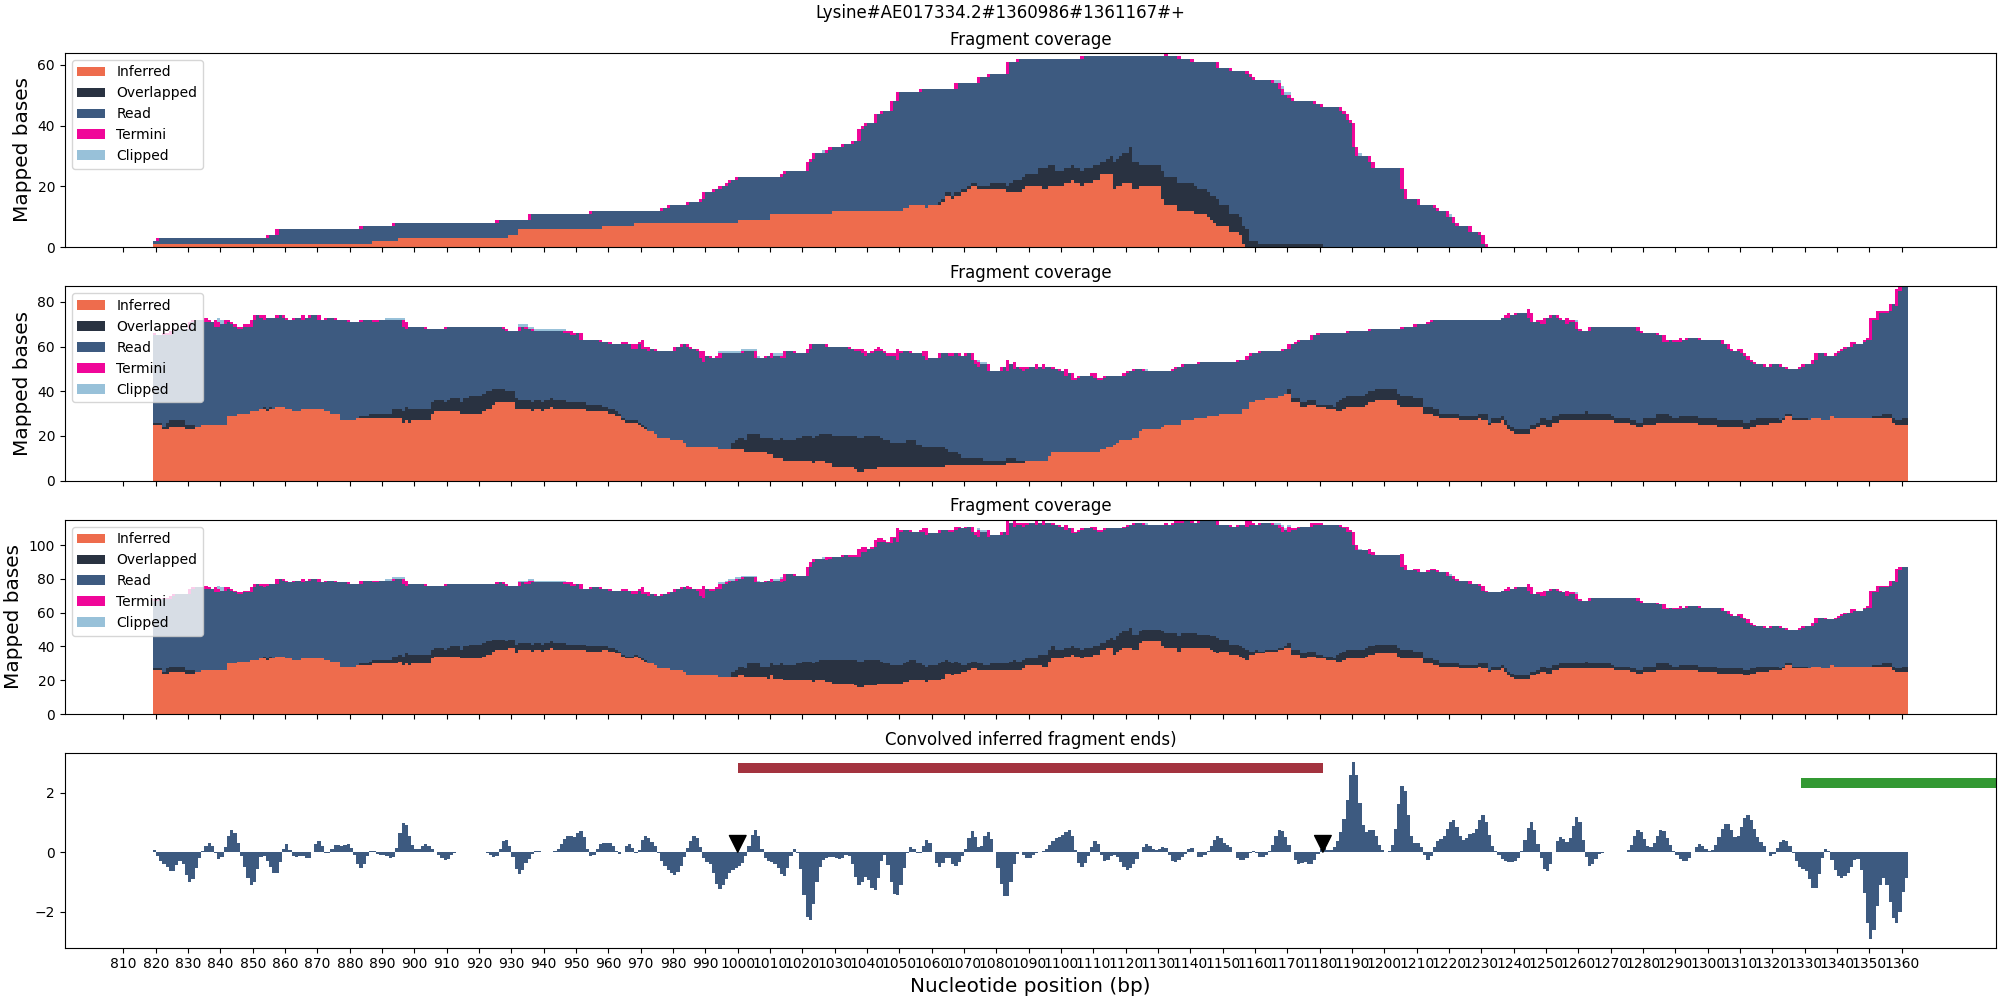 Lysine#AE017334.2#1360986#1361167#+
Fragment coverage
Mapped bases
60
40
20
0
Inferred
Overlapped
Read
Termini
Clipped
Fragment coverage
Mapped bases
80
60
40
20
0
Inferred
Overlapped
Read
Termini
Clipped
Fragment coverage
Mapped bases
100
80
60
40
20
0
Inferred
Overlapped
Read
Termini
Clipped
Convolved inferred fragment ends)
2
0
−2
810 820 830 840 850 860 870 880 890 900 910 920 930 940 950 960 970 980 990 1000 1010 1020 1030 1040 1050 1060 1070 1080 1090 1100 1110 1120 1130 1140 1150 1160 1170 1180 1190 1200 1210 1220 1230 1240 1250 1260 1270 1280 1290 1300 1310 1320 1330 1340 1350 1360
Nucleotide position (bp)